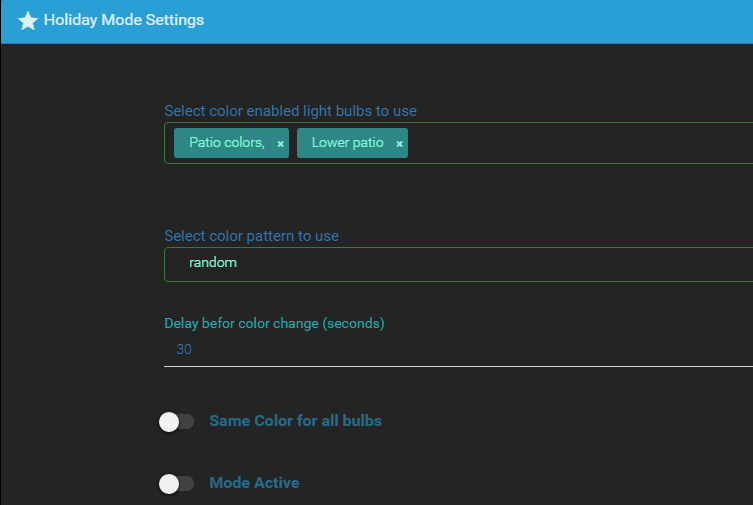 Holiday Mode Settings
Select color enabled light bulbs to use
Patio colors, × Lower patio ×
Select color pattern to use
random
Delay befor color change (seconds)
30
Same Color for all bulbs
Mode Active